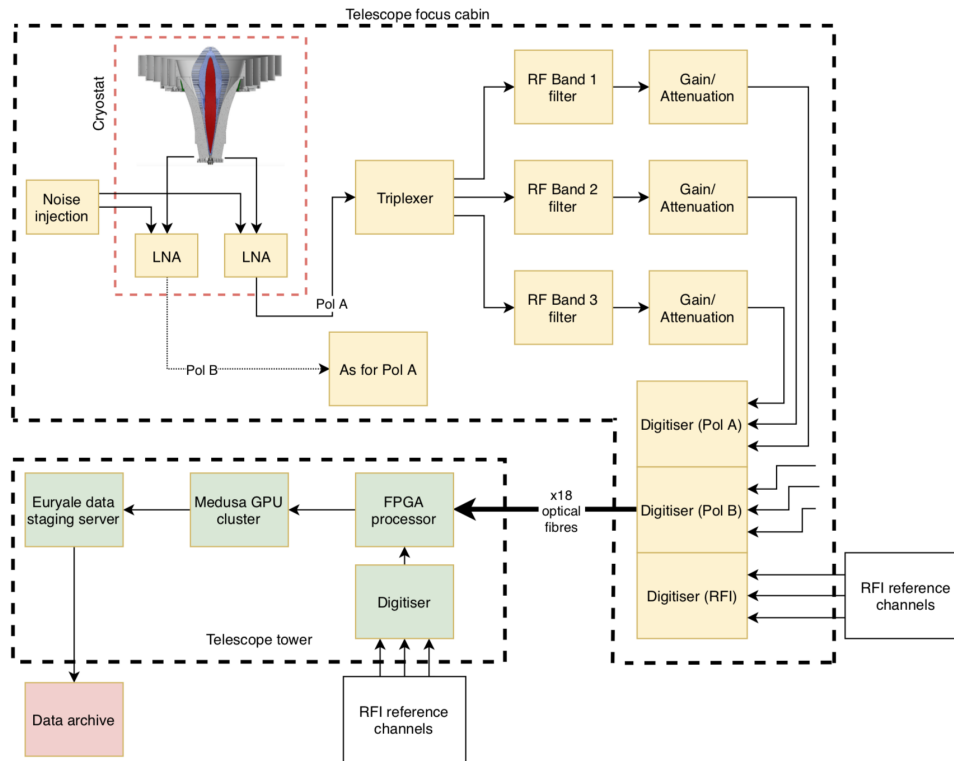 Telescope focus cabin
Cryostat
Noise
injection
LNA
LNA
Pol A
Pol B
As for Pol A
Triplexer
RF Band 1
filter
Gain/
Attenuation
RF Band 2
filter
Gain/
Attenuation
RF Band 3
filter
Gain/
Attenuation
Digitiser (Pol A)
Digitiser (Pol B)
Digitiser (RFI)
RFI reference
channels
x18
optical
fibres
Euryale data
staging server
Medusa GPU
cluster
FPGA
processor
Digitiser
Telescope tower
Data archive
RFI reference
channels